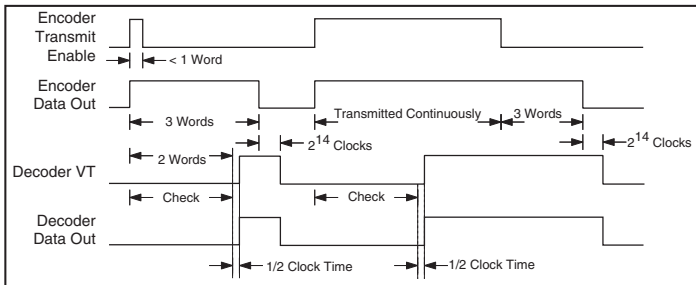 Encoder
Transmit
Enable
< 1 Word
Encoder
Data Out
3 Words
Transmitted Continuously
3 Words
2^14 Clocks
2^14 Clocks
2 Words
Decoder VT
Check
Check
Decoder
Data Out
1/2 Clock Time
1/2 Clock Time